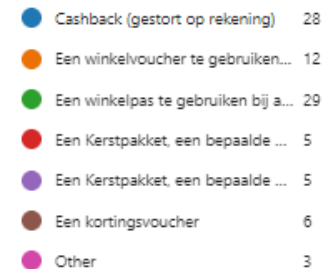 Cashback (gestort op rekening) 28
Een winkelvoucher te gebruiken... 12
Een winkelpas te gebruiken bij a... 29
Een Kerstpakket, een bepaalde ... 5
Een Kerstpakket, een bepaalde ... 5
Een kortingsvoucher 6
Other 3